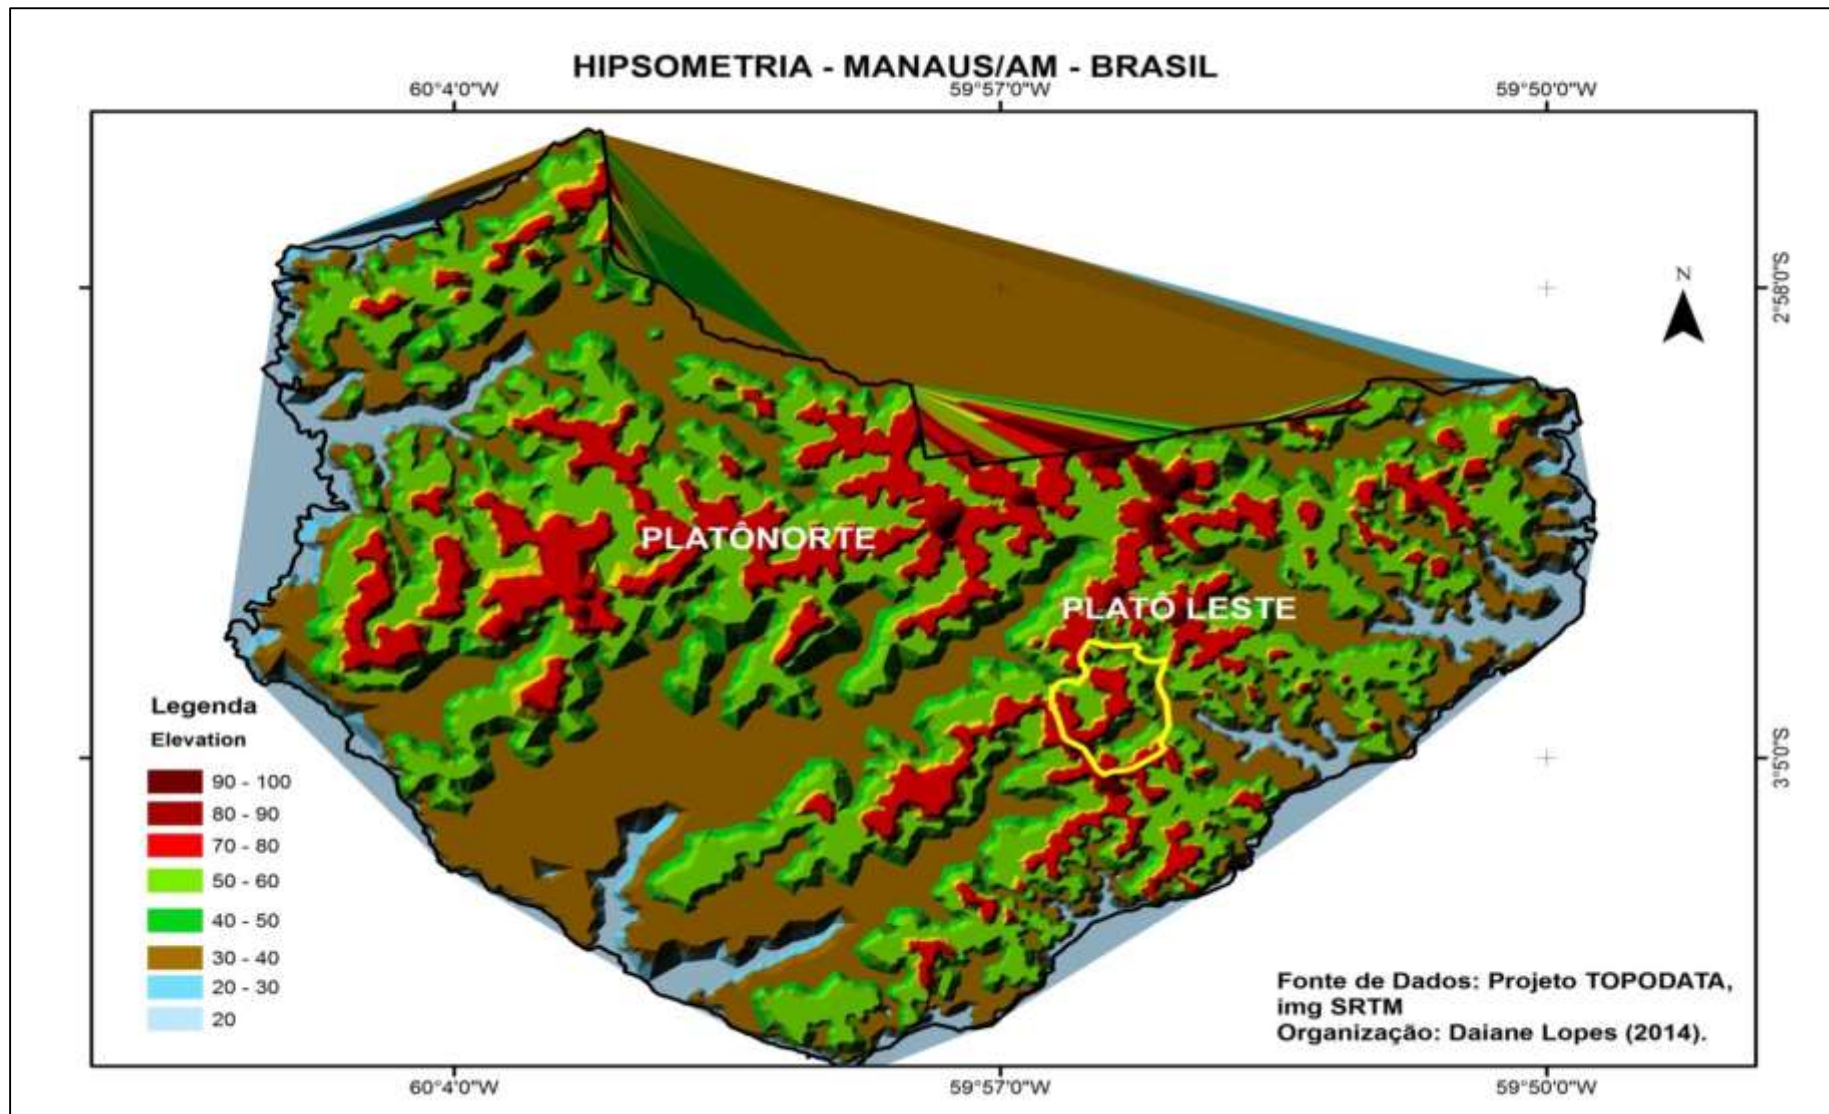 HIPSOMETRIA - MANAUS/AM - BRASIL
60°4'0"W
59°57'0"W
59°50'0"W
N
2°58'0"S
PLATÔNORTE
PLATÔ LESTE
Legenda
Elevation
90 - 100
80 - 90
70 - 80
50 - 60
40 - 50
30 - 40
20 - 30
20
3°5'0"S
Fonte de Dados: Projeto TOPODATA,
img SRTM
Organização: Daiane Lopes (2014).
60°4'0"W
59°57'0"W
59°50'0"W